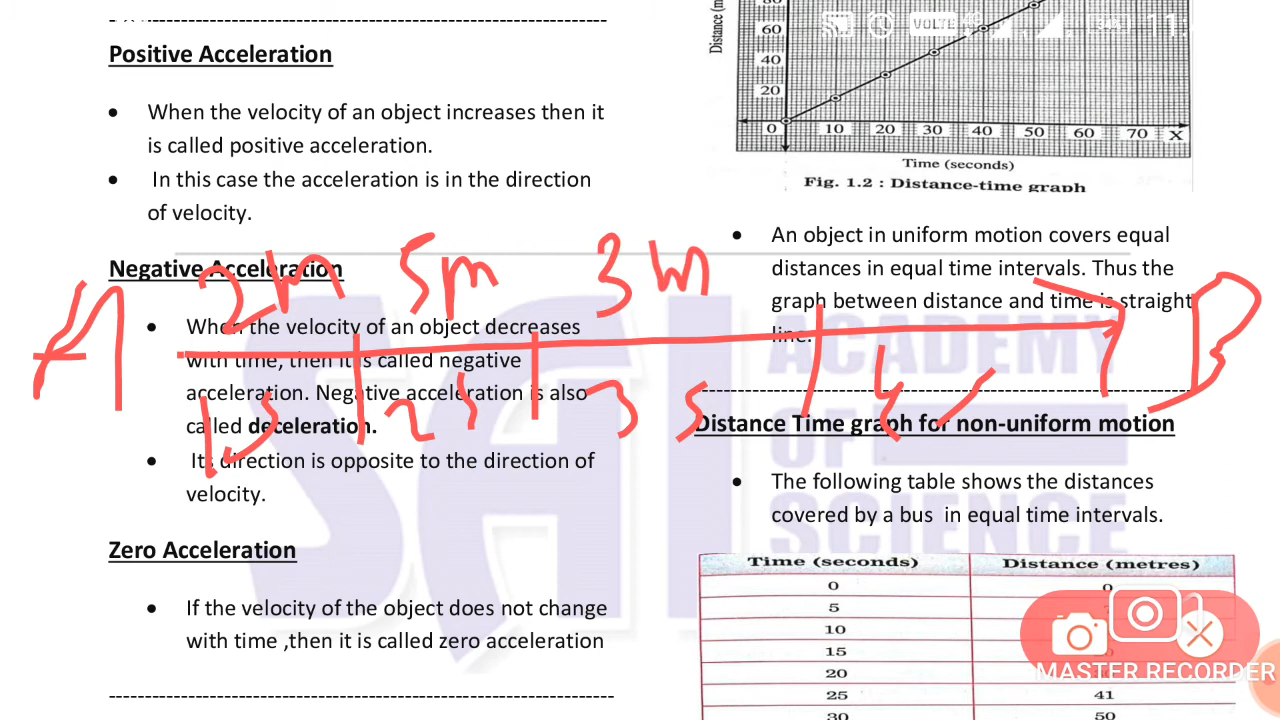 Positive Acceleration
• When the velocity of an object increases then it
is called positive acceleration.
• In this case the acceleration is in the direction
of velocity.
Negative Acceleration
• When the velocity of an object decreases
with time, then it is called negative
acceleration. Negative acceleration is also
called deceleration.
• Its direction is opposite to the direction of
velocity.
Zero Acceleration
• If the velocity of the object does not change
with time ,then it is called zero acceleration
A 2m 5m 3m B
1s 2s 3s 4s
60
40
20
0 10 20 30 40 50 60 70 X
Time (seconds)
Fig. 1.2 : Distance-time graph
• An object in uniform motion covers equal
distances in equal time intervals. Thus the
graph between distance and time is straight
line.
Distance Time graph for non-uniform motion
• The following table shows the distances
covered by a bus in equal time intervals.
Time (seconds) Distance (metres)
0 0
5
10
15
20
25 41
30 50
SAI ACADEMY
OF
SCIENCE
MASTER RECORDER